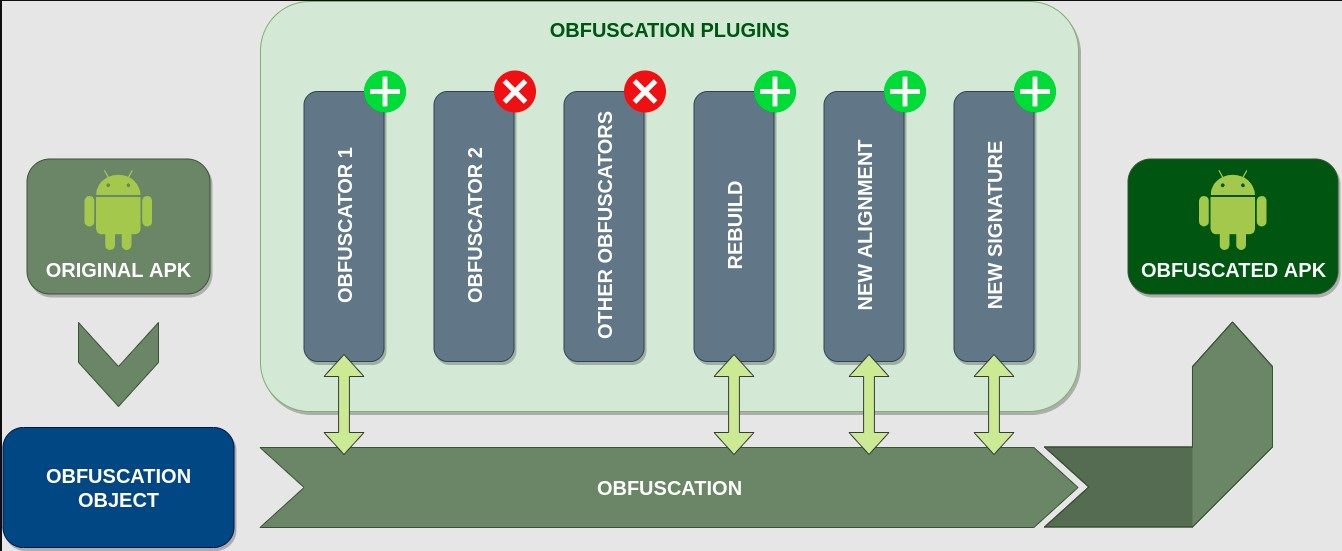 OBFUSCATION PLUGINS
OBFUSCATOR 1
OBFUSCATOR 2
OTHER OBFUSCATORS
REBUILD
NEW ALIGNMENT
NEW SIGNATURE
ORIGINAL APK
OBFUSCATED APK
OBFUSCATION
OBJECT
OBFUSCATION